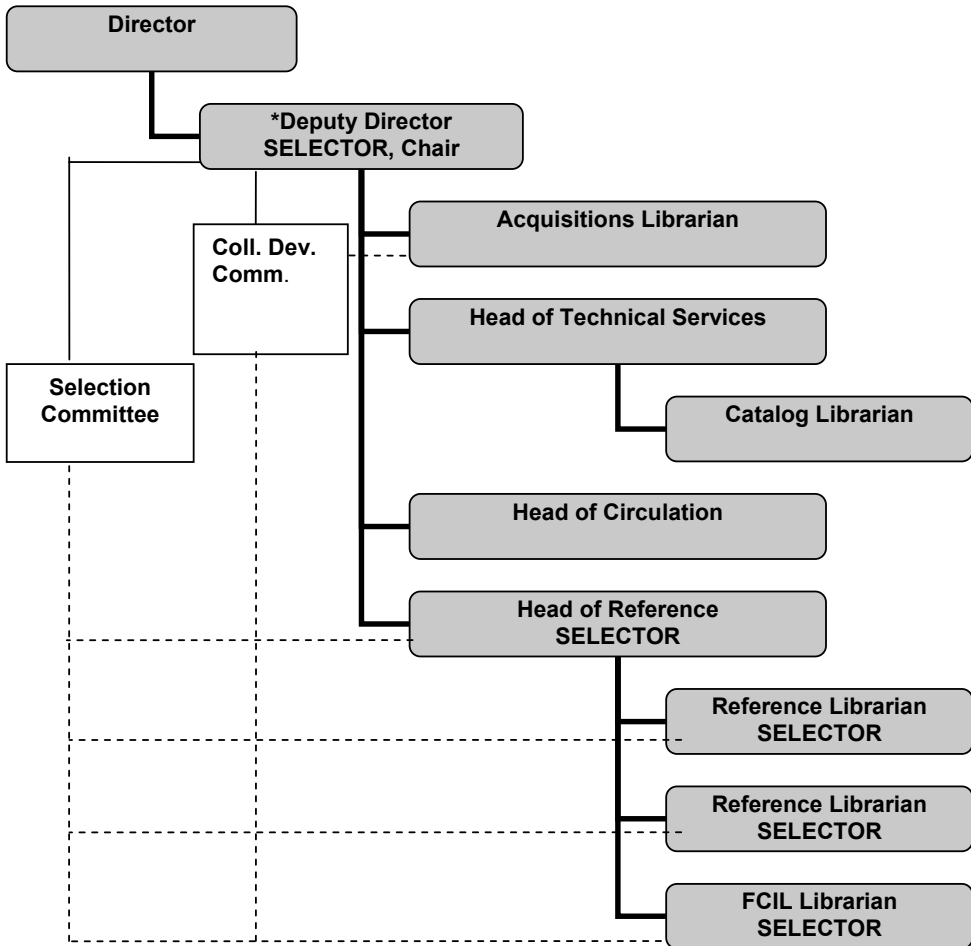 Director
*Deputy Director
SELECTOR, Chair
Acquisitions Librarian
Coll. Dev.
Comm.
Head of Technical Services
Selection
Committee
Catalog Librarian
Head of Circulation
Head of Reference
SELECTOR
Reference Librarian
SELECTOR
Reference Librarian
SELECTOR
FCIL Librarian
SELECTOR